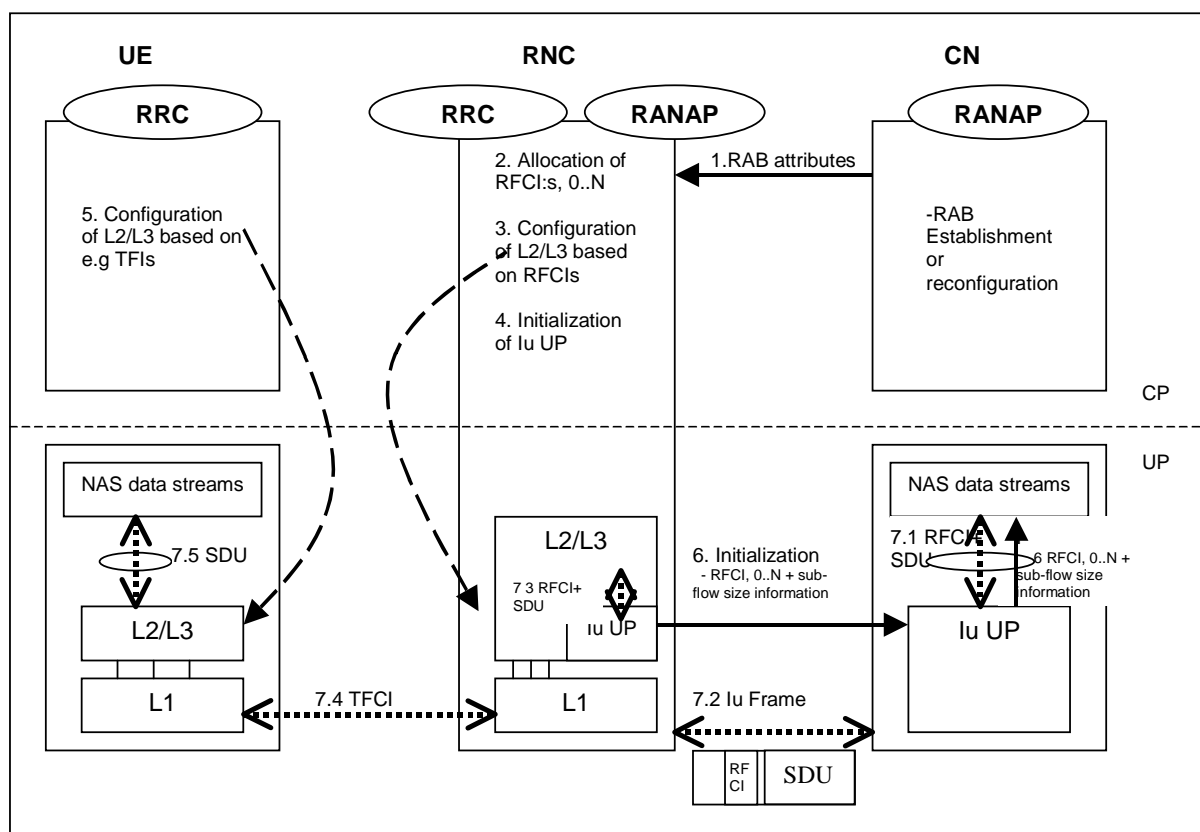 UE
RNC
CN
RRC
RRC
RANAP
RANAP
5. Configuration
of L2/L3 based on
e.g TFIs
2. Allocation of
RFCI:s, 0..N
3. Configuration
of L2/L3 based
on RFCIs
4. Initialization
of Iu UP
1.RAB attributes
-RAB
Establishment
or
reconfiguration
CP
UP
NAS data streams
7.5 SDU
L2/L3
L1
7.4 TFCI
L2/L3
7 3 RFCI+
SDU
Iu UP
L1
6. Initialization
- RFCI, 0..N + sub-
flow size information
7.2 Iu Frame
RF
CI
SDU
NAS data streams
7.1 RFCI+
SDU
6 RFCI, 0..N +
sub-flow size
information
Iu UP